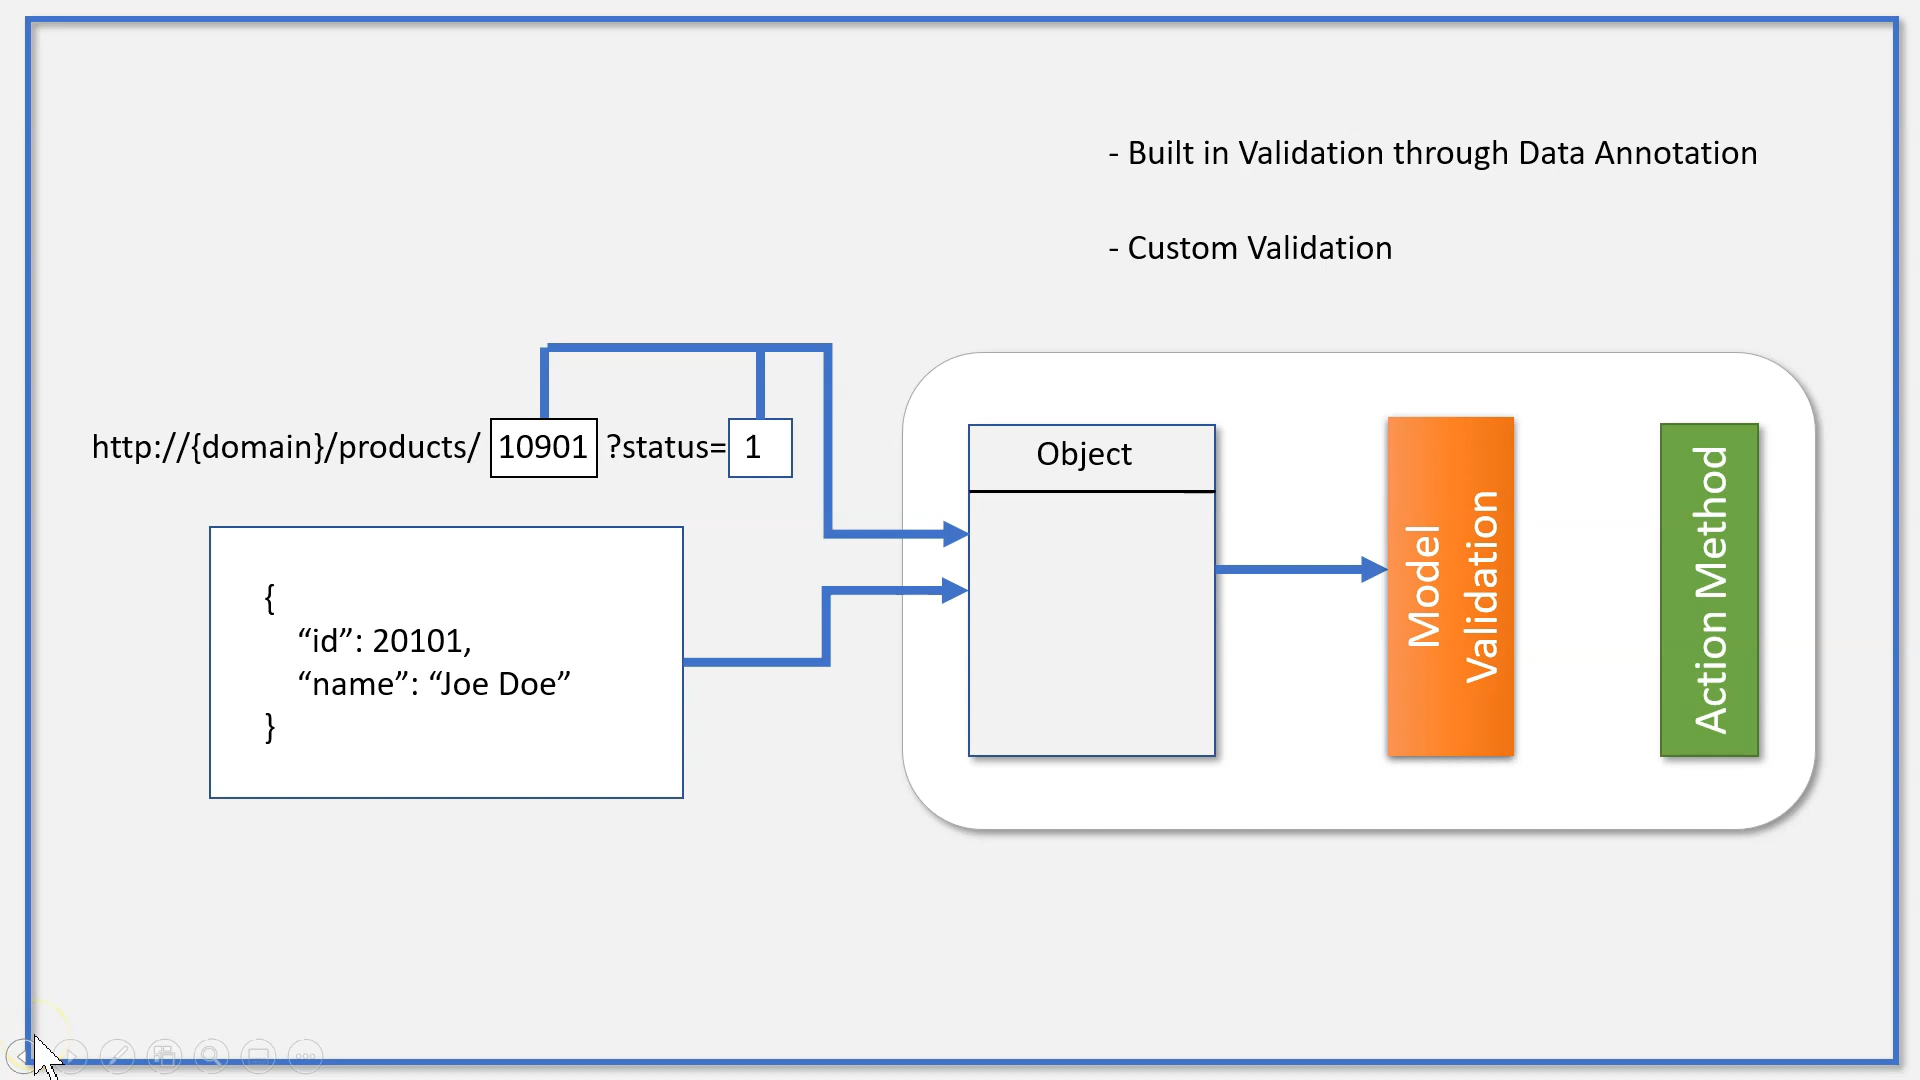 - Built in Validation through Data Annotation
- Custom Validation
http://{domain}/products/ 10901 ?status= 1
{
“id”: 20101,
“name”: “Joe Doe”
}
Object
Model
Validation
Action Method